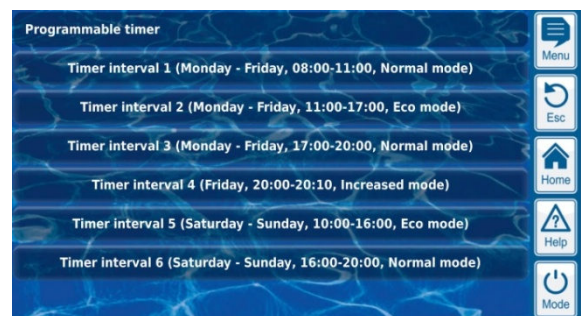 Programmable timer
Timer interval 1 (Monday - Friday, 08:00-11:00, Normal mode)
Timer interval 2 (Monday - Friday, 11:00-17:00, Eco mode)
Timer interval 3 (Monday - Friday, 17:00-20:00, Normal mode)
Timer interval 4 (Friday, 20:00-20:10, Increased mode)
Timer interval 5 (Saturday - Sunday, 10:00-16:00, Eco mode)
Timer interval 6 (Saturday - Sunday, 16:00-20:00, Normal mode)
Menu
Esc
Home
?
Help
Mode